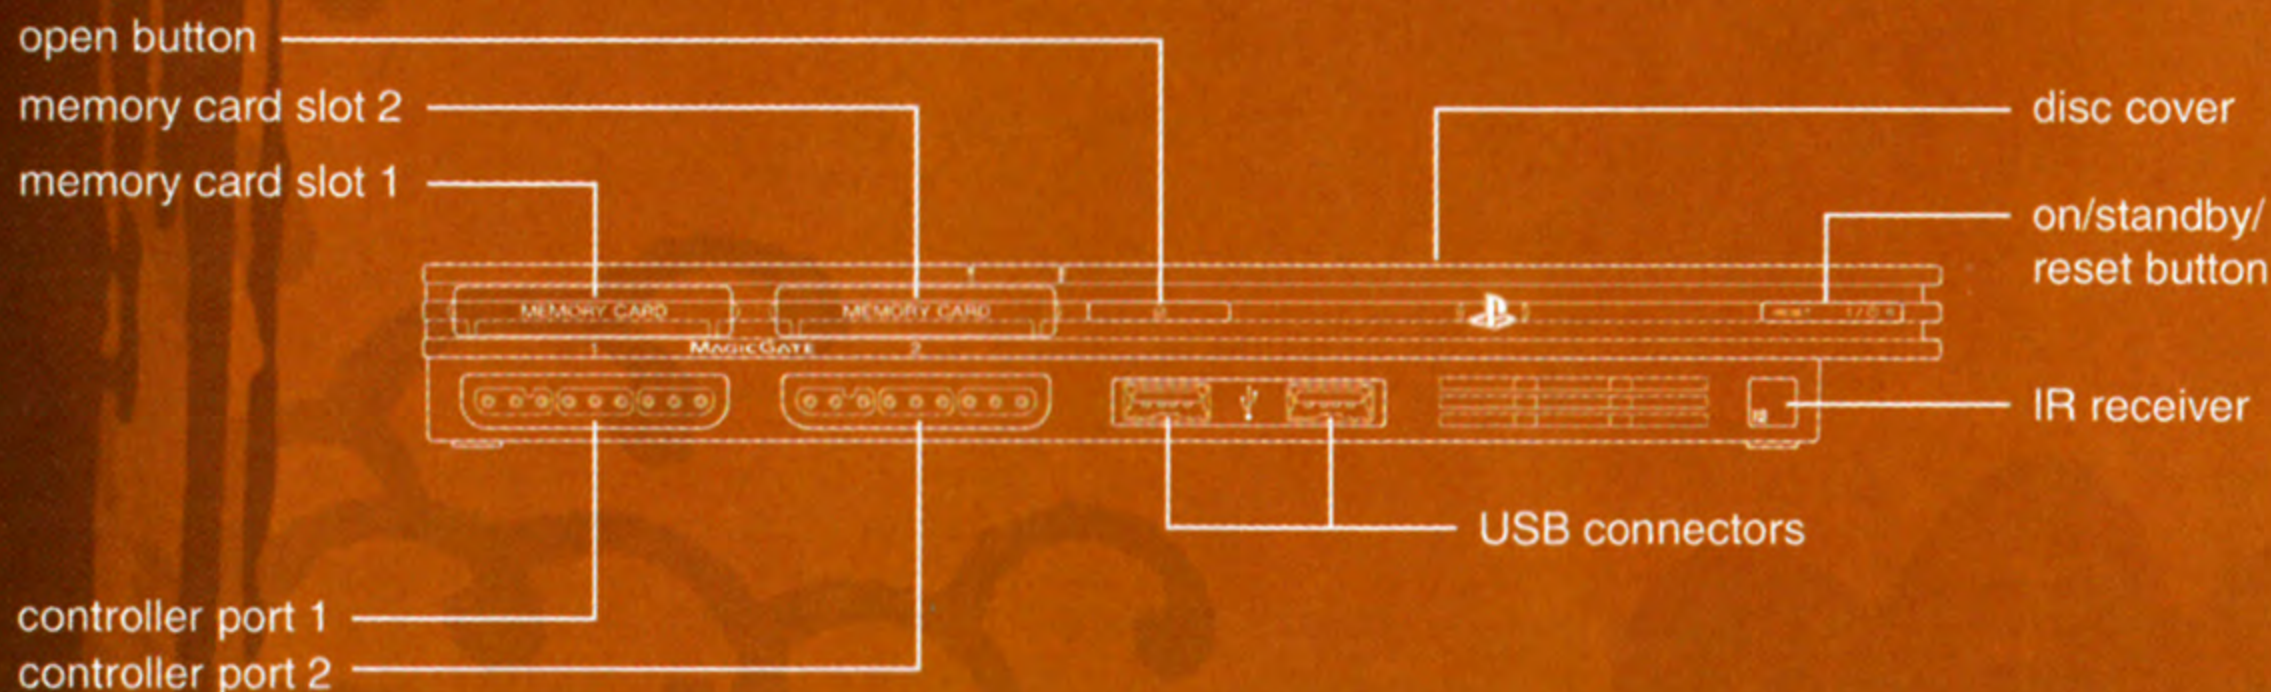 open button
memory card slot 2
memory card slot 1
disc cover
on/standby/
reset button
MEMORY CARD
MEMORY CARD
RESET
1
MAGICGATE
2
IR receiver
USB connectors
controller port 1
controller port 2